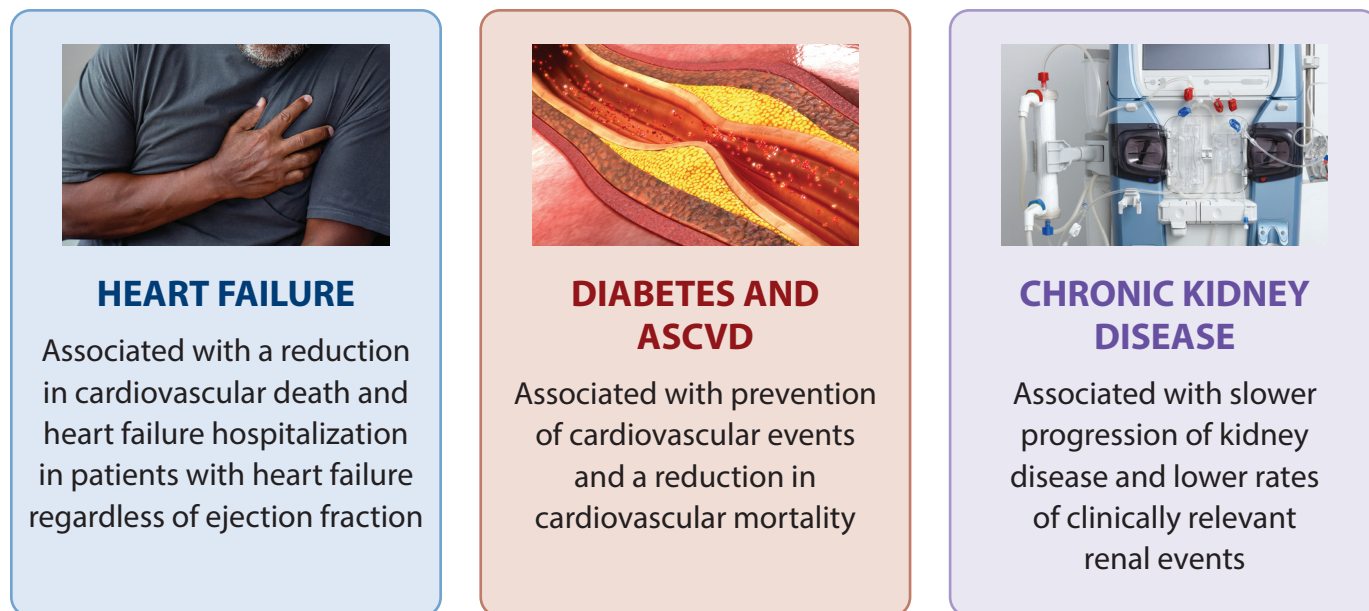 HEART FAILURE
Associated with a reduction
in cardiovascular death and
heart failure hospitalization
in patients with heart failure
regardless of ejection fraction
DIABETES AND
ASCVD
Associated with prevention
of cardiovascular events
and a reduction in
cardiovascular mortality
CHRONIC KIDNEY
DISEASE
Associated with slower
progression of kidney
disease and lower rates
of clinically relevant
renal events